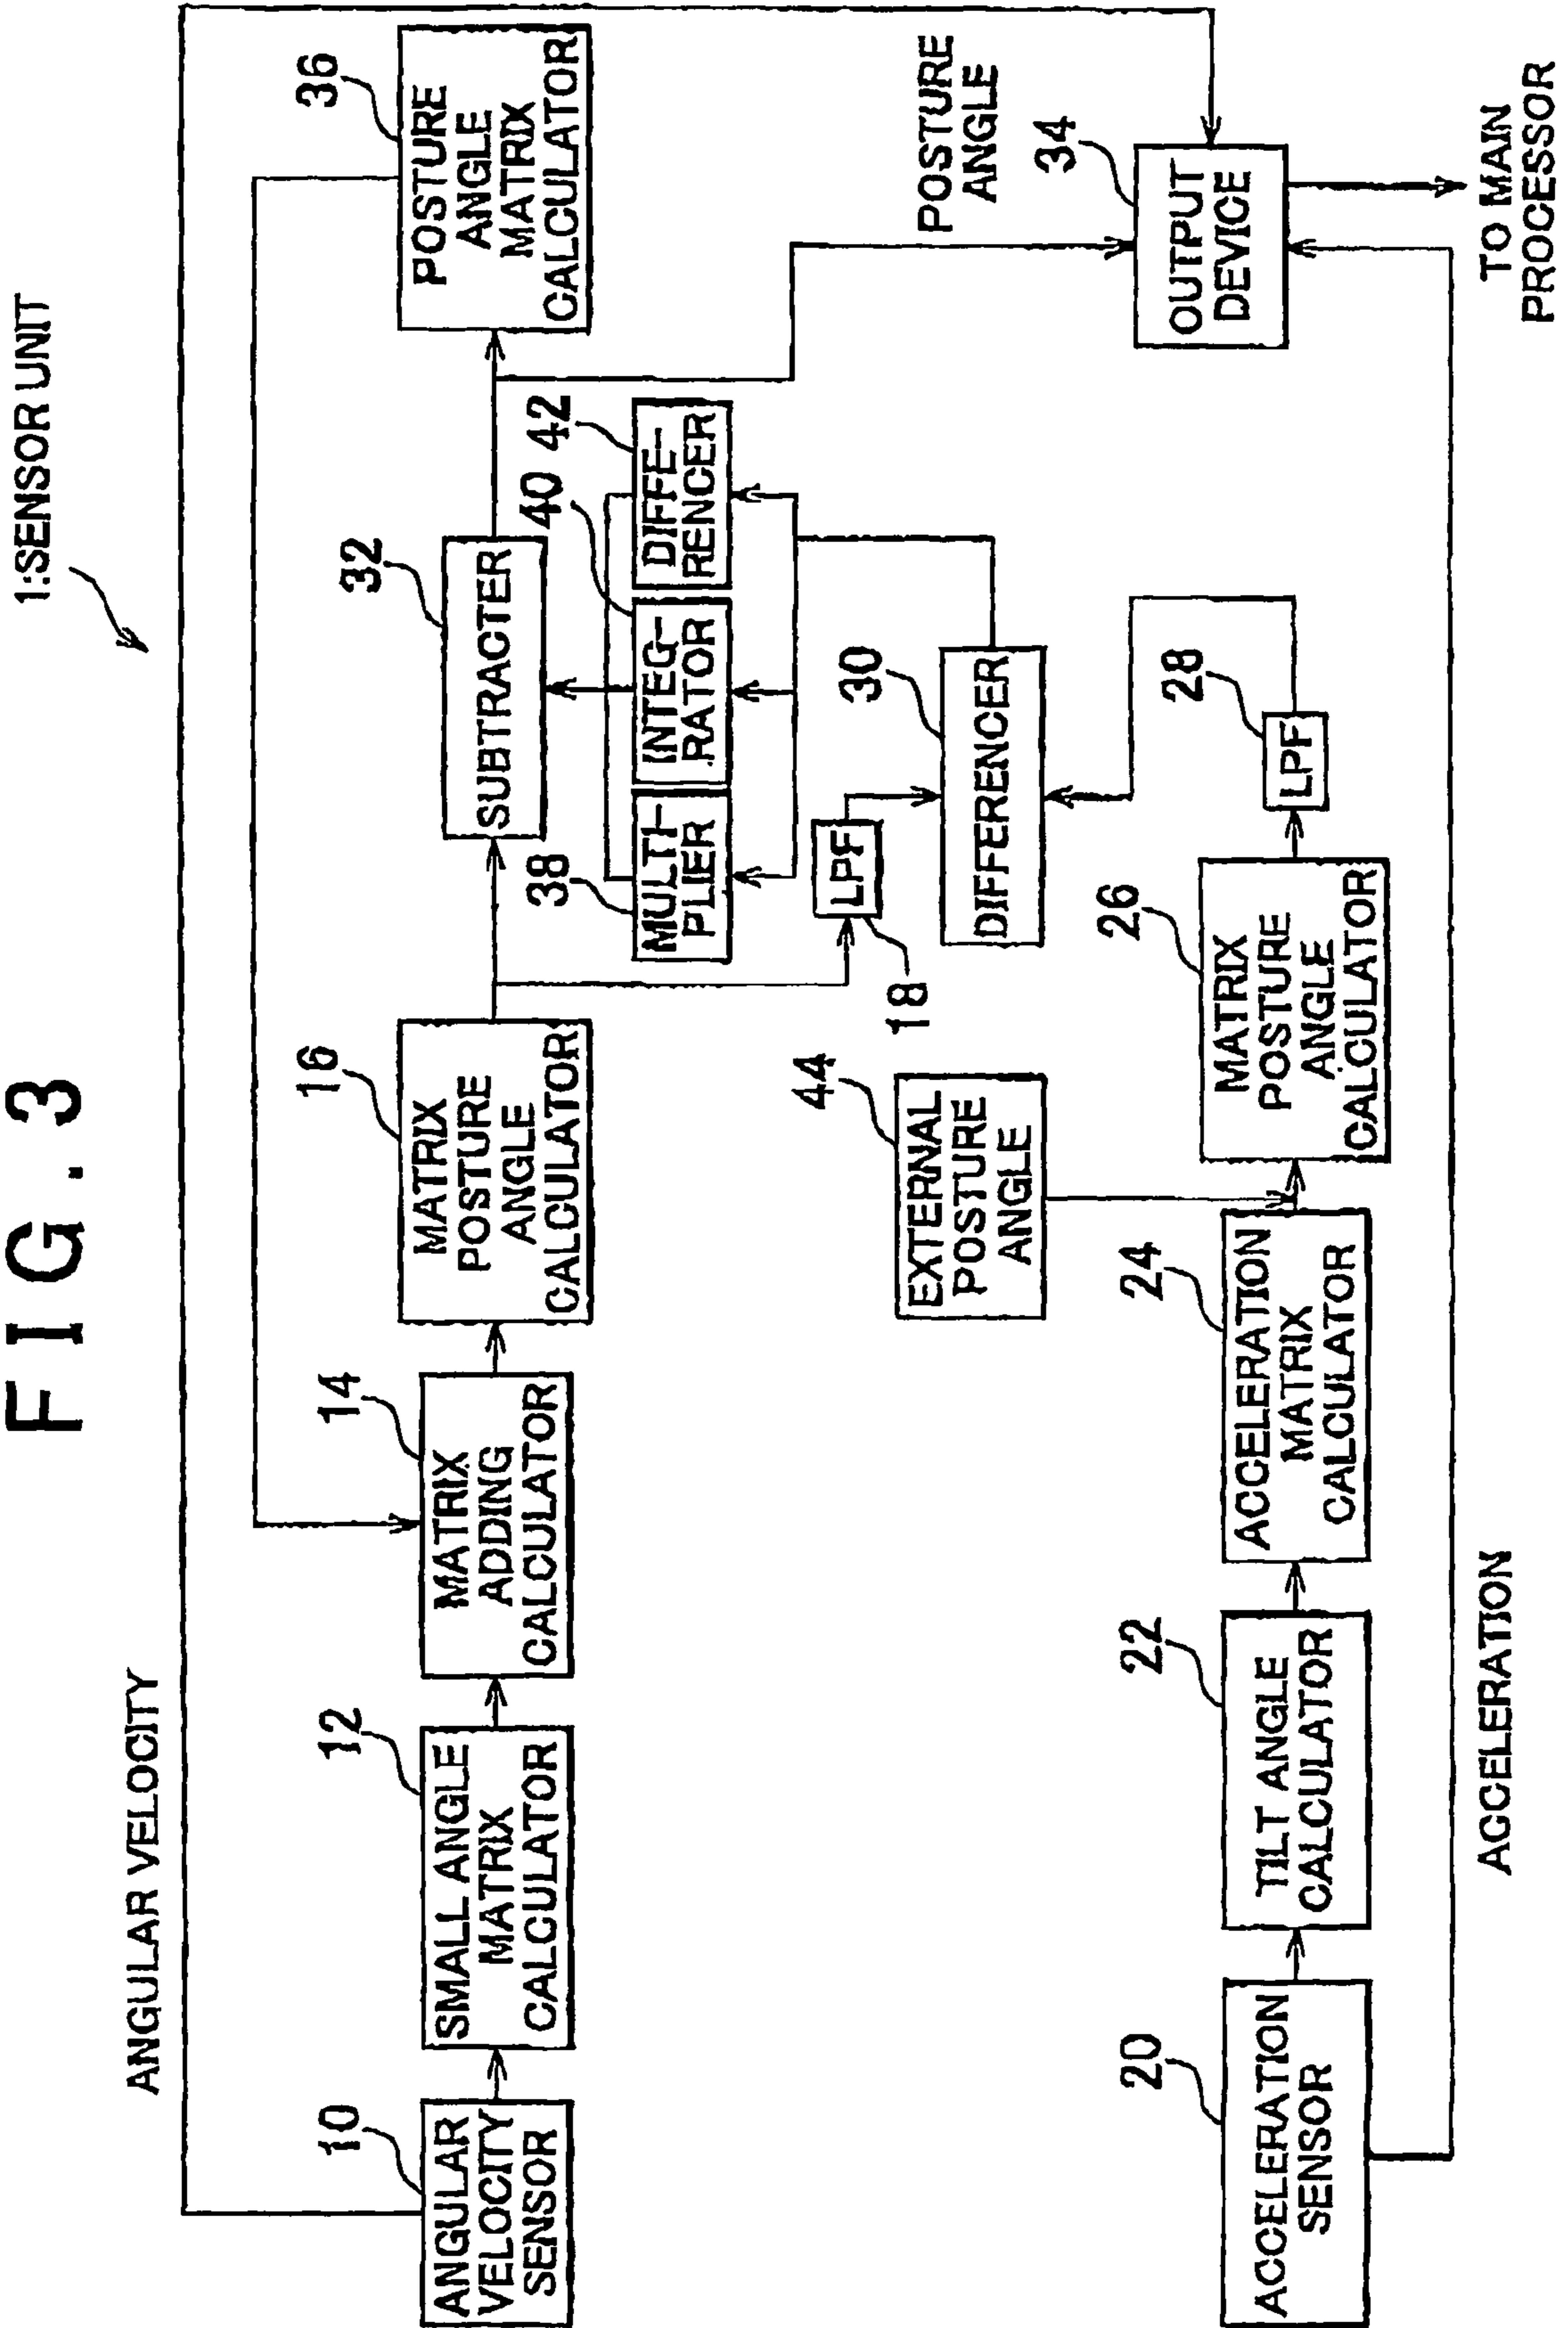 FIG. 3
1:SENSOR UNIT
ANGULAR VELOCITY
10
ANGULAR
VELOCITY
SENSOR
12
SMALL ANGLE
MATRIX
CALCULATOR
14
MATRIX
ADDING
CALCULATOR
16
MATRIX
POSTURE
ANGLE
CALCULATOR
32
SUBTRACTER
36
POSTURE
ANGLE
MATRIX
CALCULATOR
38
MULTI-
PLIER
40
INTEG-
RATOR
42
DIFFE-
RENCER
18
LPF
30
DIFFERENCER
44
EXTERNAL
POSTURE
ANGLE
POSTURE
ANGLE
34
OUTPUT
DEVICE
TO MAIN
PROCESSOR
20
ACCELERATION
SENSOR
22
TILT ANGLE
CALCULATOR
24
ACCELERATION
MATRIX
CALCULATOR
26
MATRIX
POSTURE
ANGLE
CALCULATOR
28
LPF
ACCELERATION